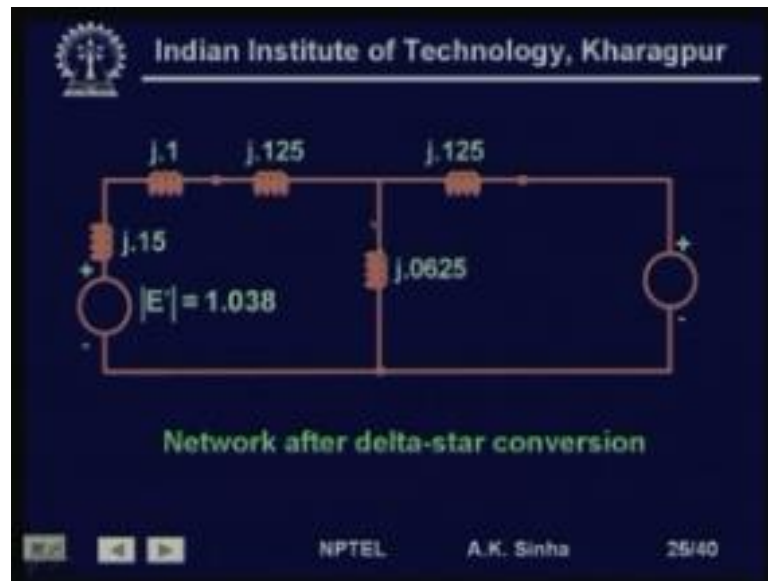 Indian Institute of Technology, Kharagpur
j.1
j.125
j.125
j.15
j.0625
|E'| = 1.038
Network after delta-star conversion
NPTEL
A.K. Sinha
26/40